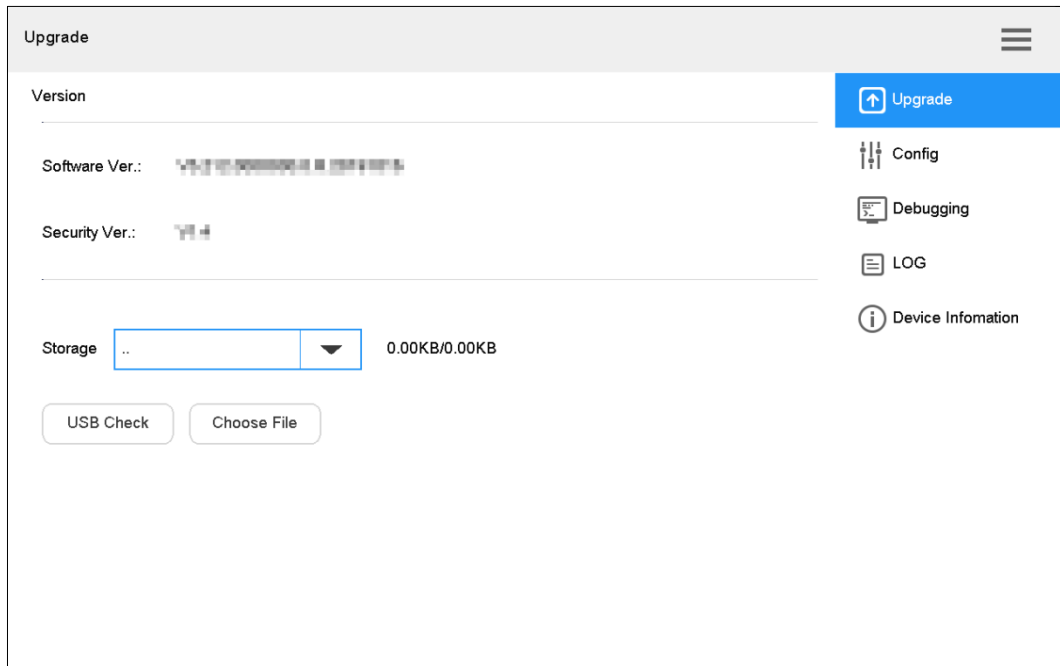 Upgrade
Version
Software Ver.:
Security Ver.:
Storage .. 0.00KB/0.00KB
USB Check Choose File
Upgrade
Config
Debugging
LOG
Device Infomation